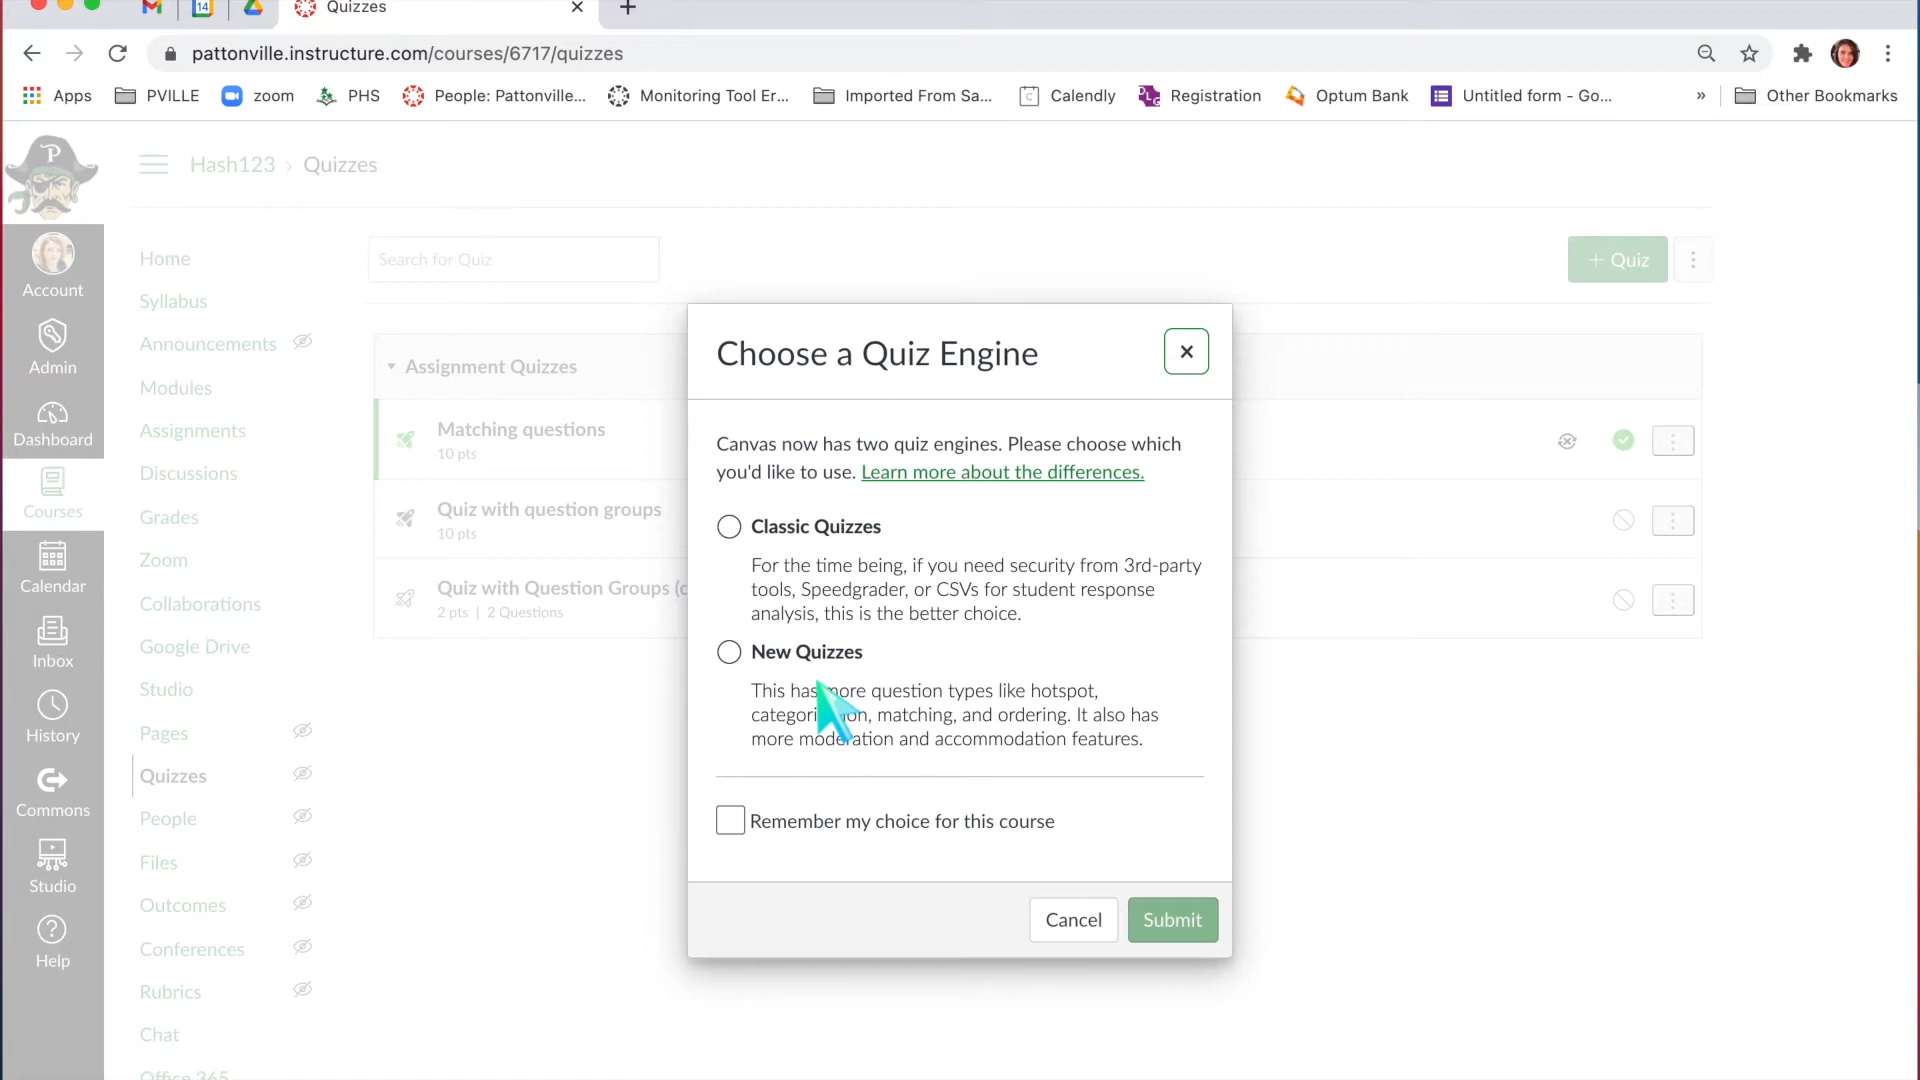 14
Quizzes
pattonville.instructure.com/courses/6717/quizzes
Apps
PVILLE
zoom
PHS
People: Pattonville...
Monitoring Tool Er...
Imported From Sa...
Calendly
Registration
Optum Bank
Untitled form - Go...
»
Other Bookmarks
P
Hash123 › Quizzes
Account
Admin
Dashboard
Courses
Calendar
Inbox
History
Commons
Studio
Help
Home
Syllabus
Announcements
Modules
Assignments
Discussions
Grades
Zoom
Collaborations
Google Drive
Studio
Pages
Quizzes
People
Files
Outcomes
Conferences
Rubrics
Chat
Office 365
Search for Quiz
+ Quiz
Assignment Quizzes
Matching questions
10 pts
Quiz with question groups
10 pts
Quiz with Question Groups (c
2 pts | 2 Questions
Choose a Quiz Engine
Canvas now has two quiz engines. Please choose which
you'd like to use. Learn more about the differences.
Classic Quizzes
For the time being, if you need security from 3rd-party
tools, Speedgrader, or CSVs for student response
analysis, this is the better choice.
New Quizzes
This has more question types like hotspot,
categorization, matching, and ordering. It also has
more moderation and accommodation features.
Remember my choice for this course
Cancel
Submit